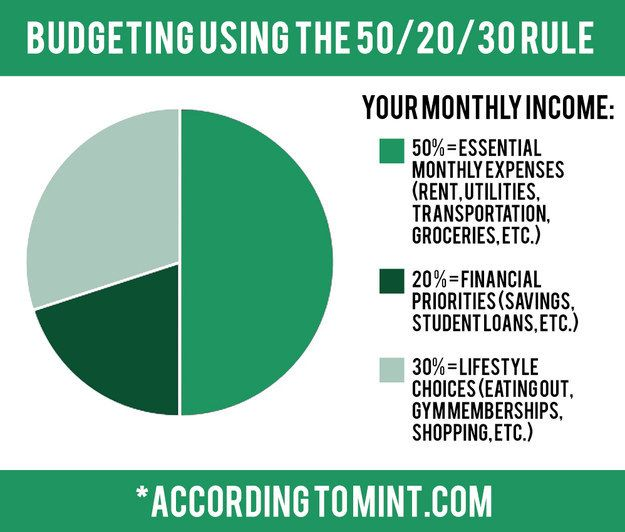 BUDGETING USING THE 50/20/30 RULE
YOUR MONTHLY INCOME:
50%=ESSENTIAL
MONTHLY EXPENSES
(RENT, UTILITIES,
TRANSPORTATION,
GROCERIES, ETC.)
20%=FINANCIAL
PRIORITIES (SAVINGS,
STUDENT LOANS, ETC.)
30%=LIFESTYLE
CHOICES (EATING OUT,
GYM MEMBERSHIPS,
SHOPPING, ETC.)
*ACCORDING TO MINT.COM